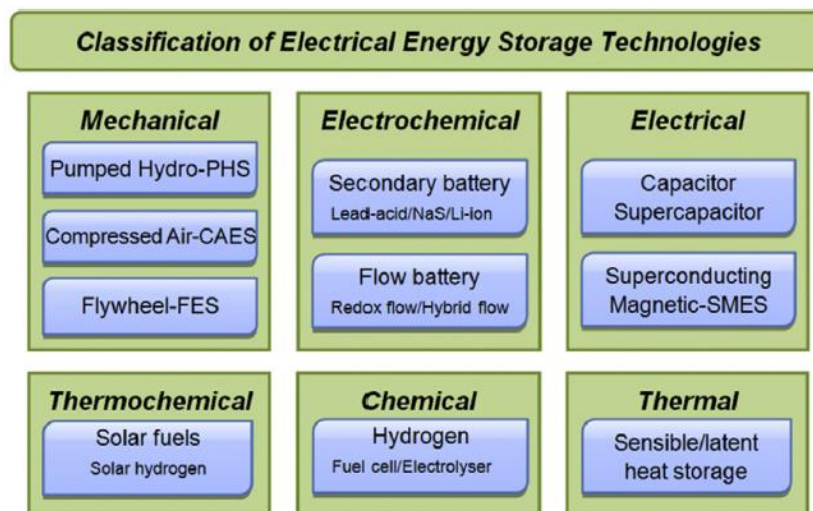 Classification of Electrical Energy Storage Technologies
Mechanical
Pumped Hydro-PHS
Compressed Air-CAES
Flywheel-FES
Electrochemical
Secondary battery
Lead-acid/NaS/Li-ion
Flow battery
Redox flow/Hybrid flow
Electrical
Capacitor
Supercapacitor
Superconducting
Magnetic-SMES
Thermochemical
Solar fuels
Solar hydrogen
Chemical
Hydrogen
Fuel cell/Electrolyser
Thermal
Sensible/latent
heat storage